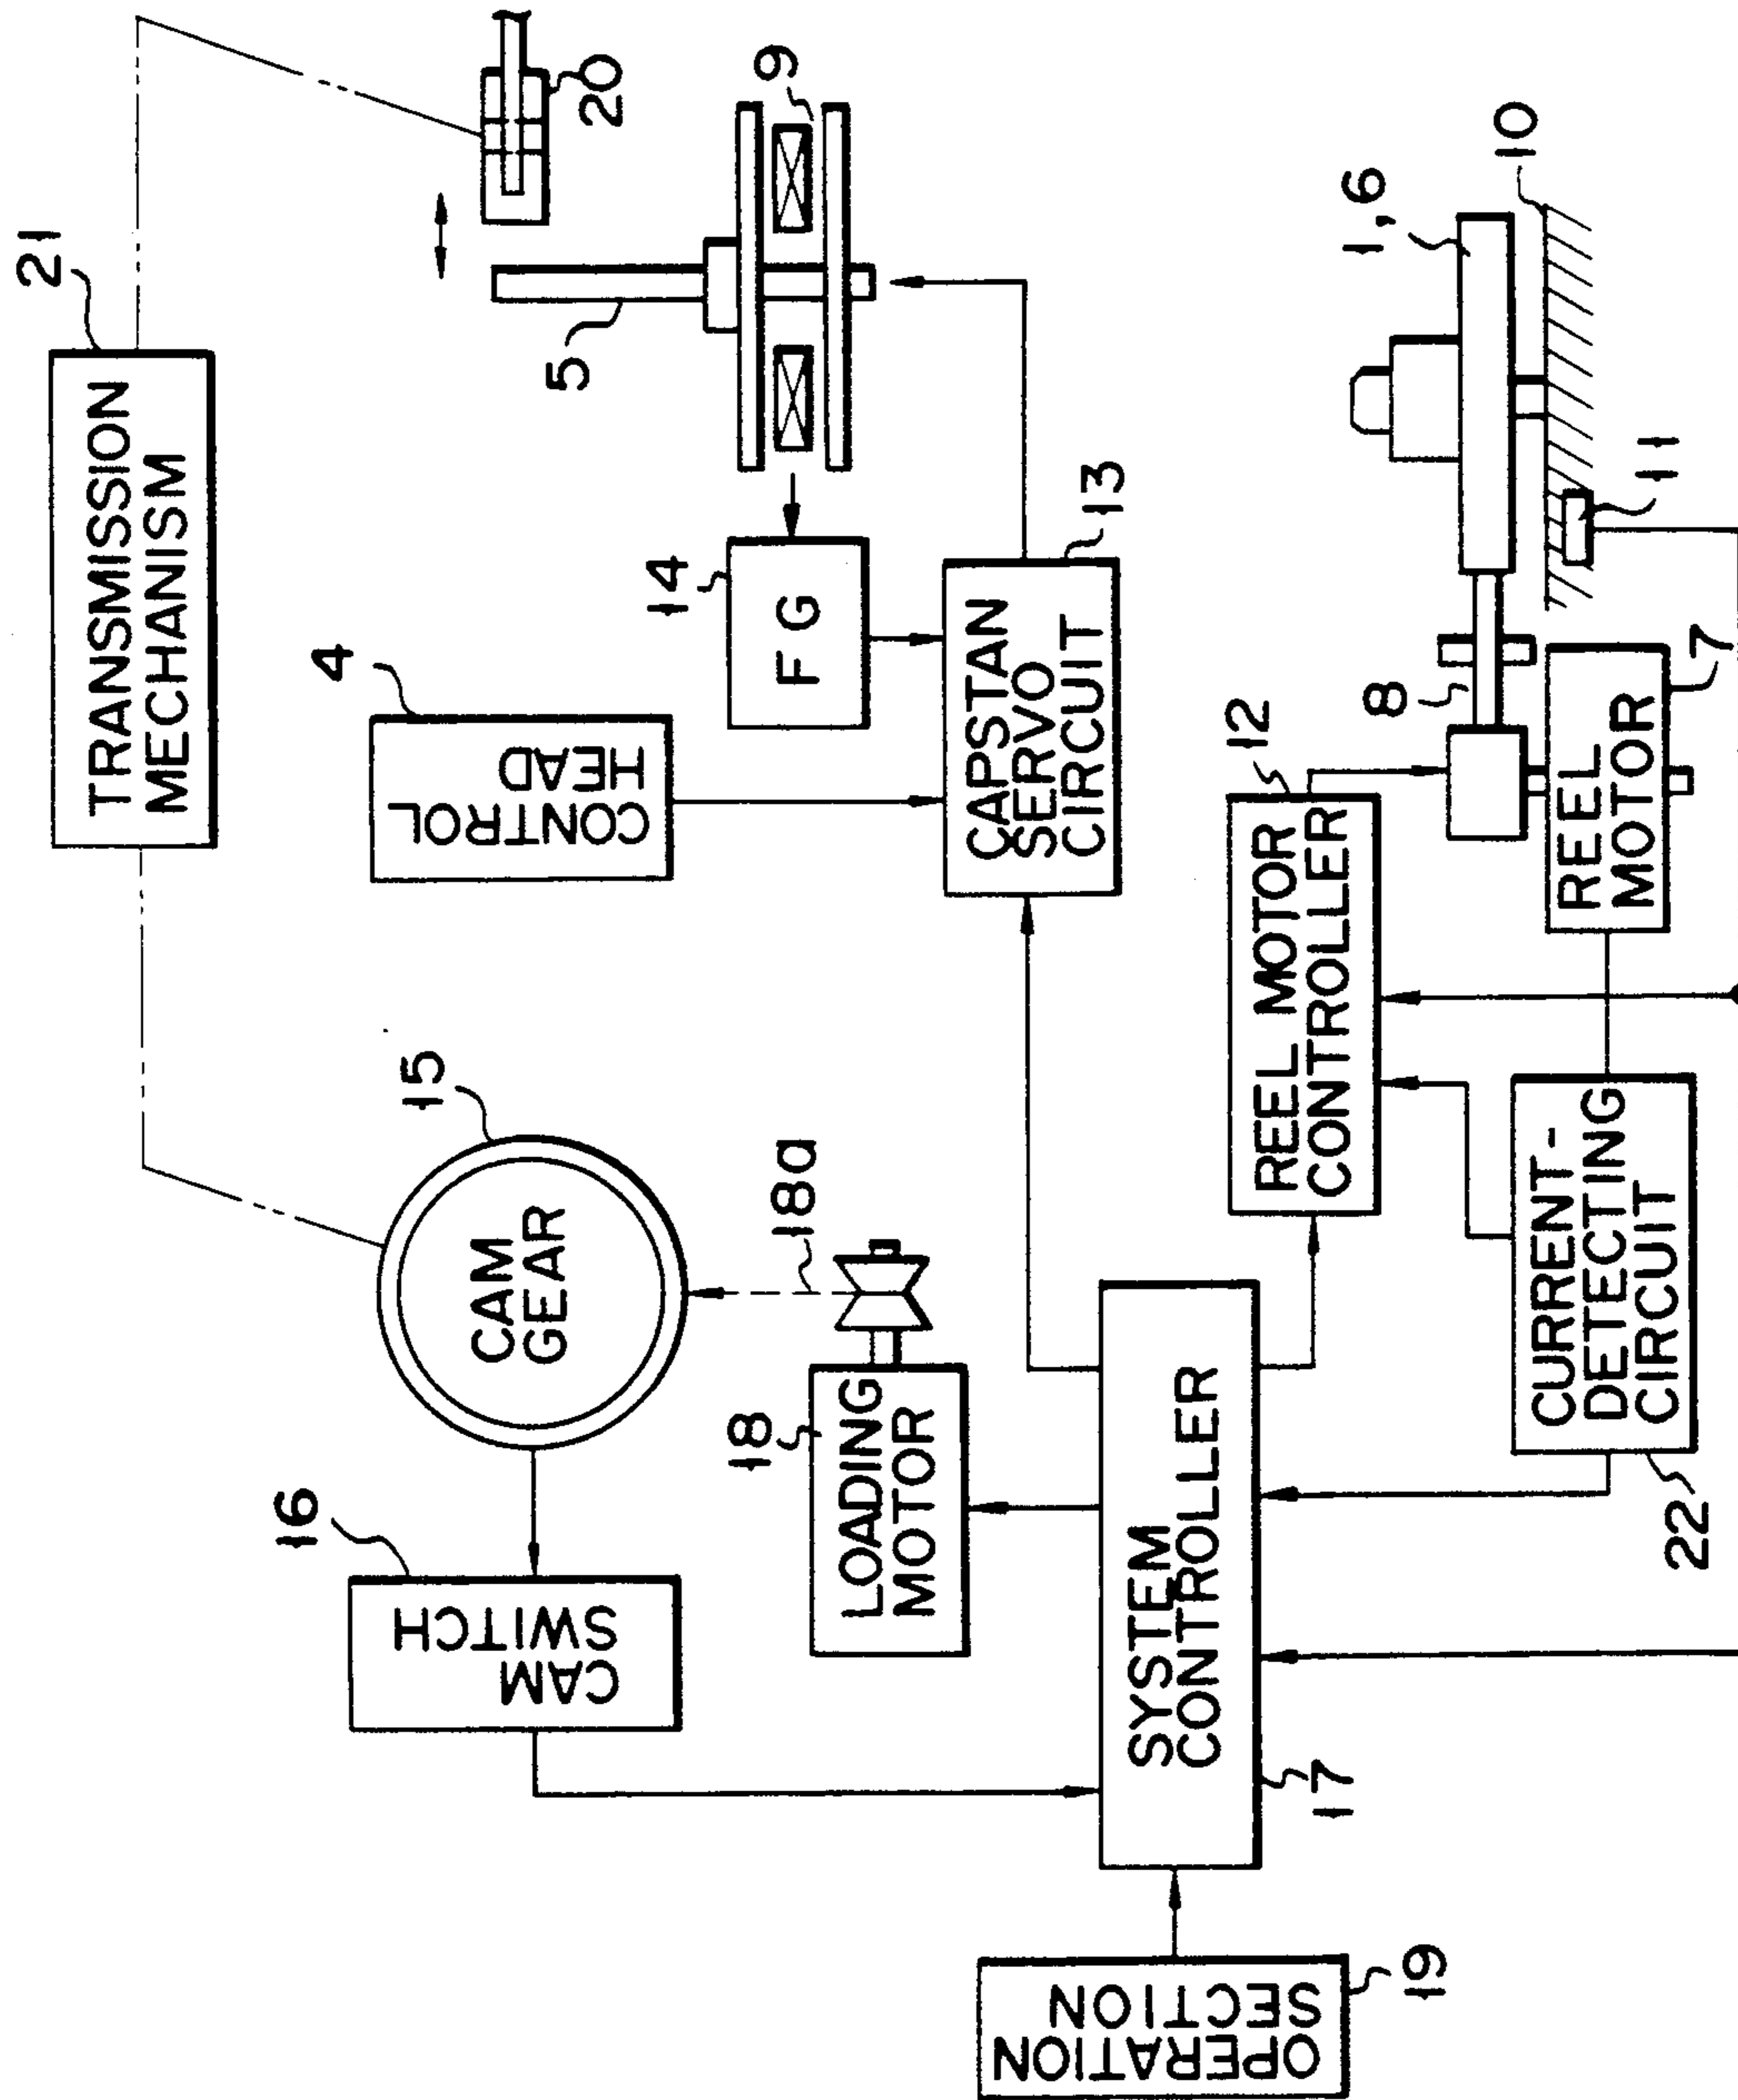 21
TRANSMISSION
MECHANISM
20
9
5
4
CONTROL
HEAD
14
FG
CAPSTAN
SERVO
CIRCUIT
13
15
CAM
GEAR
16
CAM
SWITCH
18a
18
LOADING
MOTOR
1,6
10
11
8
12
REEL MOTOR
CONTROLLER
REEL
MOTOR
7
SYSTEM
CONTROLLER
17
CURRENT-
DETECTING
CIRCUIT
22
OPERATION
SECTION
19